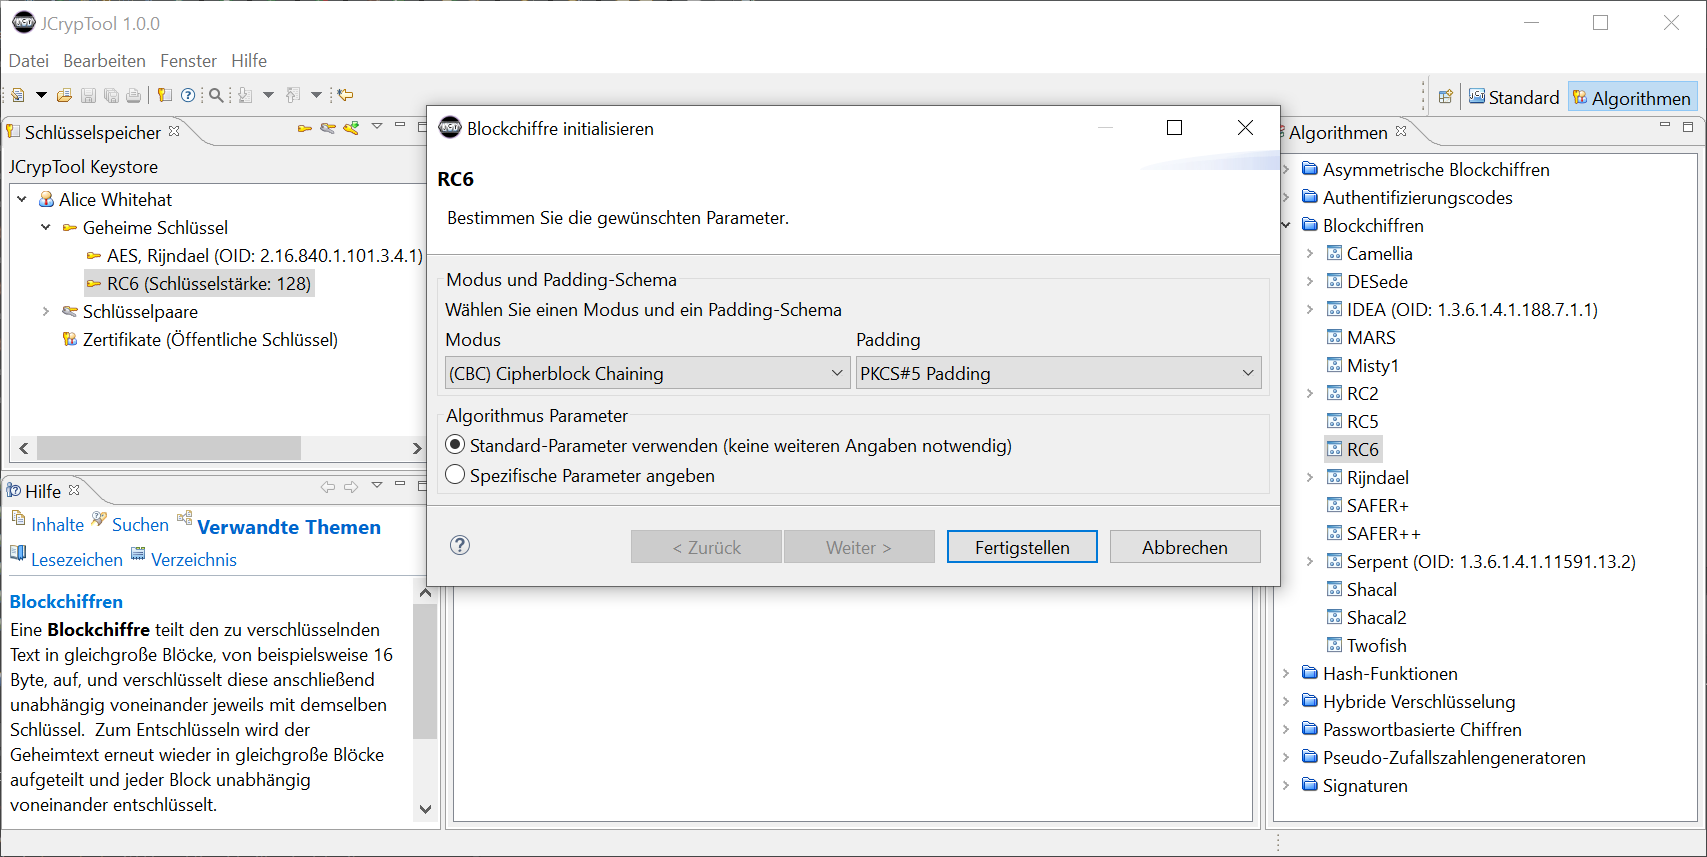 JCrypTool 1.0.0
Datei Bearbeiten Fenster Hilfe
Standard Algorithmen
Schlüsselspeicher
JCrypTool Keystore
Alice Whitehat
Geheime Schlüssel
AES, Rijndael (OID: 2.16.840.1.101.3.4.1)
RC6 (Schlüsselstärke: 128)
Schlüsselpaare
Zertifikate (Öffentliche Schlüssel)
Hilfe
Inhalte Suchen Verwandte Themen
Lesezeichen Verzeichnis
Blockchiffren
Eine Blockchiffre teilt den zu verschlüsselnden
Text in gleichgroße Blöcke, von beispielsweise 16
Byte, auf, und verschlüsselt diese anschließend
unabhängig voneinander jeweils mit demselben
Schlüssel. Zum Entschlüsseln wird der
Geheimtext erneut wieder in gleichgroße Blöcke
aufgeteilt und jeder Block unabhängig
voneinander entschlüsselt.
Blockchiffre initialisieren
RC6
Bestimmen Sie die gewünschten Parameter.
Modus und Padding-Schema
Wählen Sie einen Modus und ein Padding-Schema
Modus Padding
(CBC) Cipherblock Chaining PKCS#5 Padding
Algorithmus Parameter
Standard-Parameter verwenden (keine weiteren Angaben notwendig)
Spezifische Parameter angeben
< Zurück Weiter > Fertigstellen Abbrechen
Algorithmen
Asymmetrische Blockchiffren
Authentifizierungscodes
Blockchiffren
Camellia
DESede
IDEA (OID: 1.3.6.1.4.1.188.7.1.1)
MARS
Misty1
RC2
RC5
RC6
Rijndael
SAFER+
SAFER++
Serpent (OID: 1.3.6.1.4.1.11591.13.2)
Shacal
Shacal2
Twofish
Hash-Funktionen
Hybride Verschlüsselung
Passwortbasierte Chiffren
Pseudo-Zufallszahlengeneratoren
Signaturen